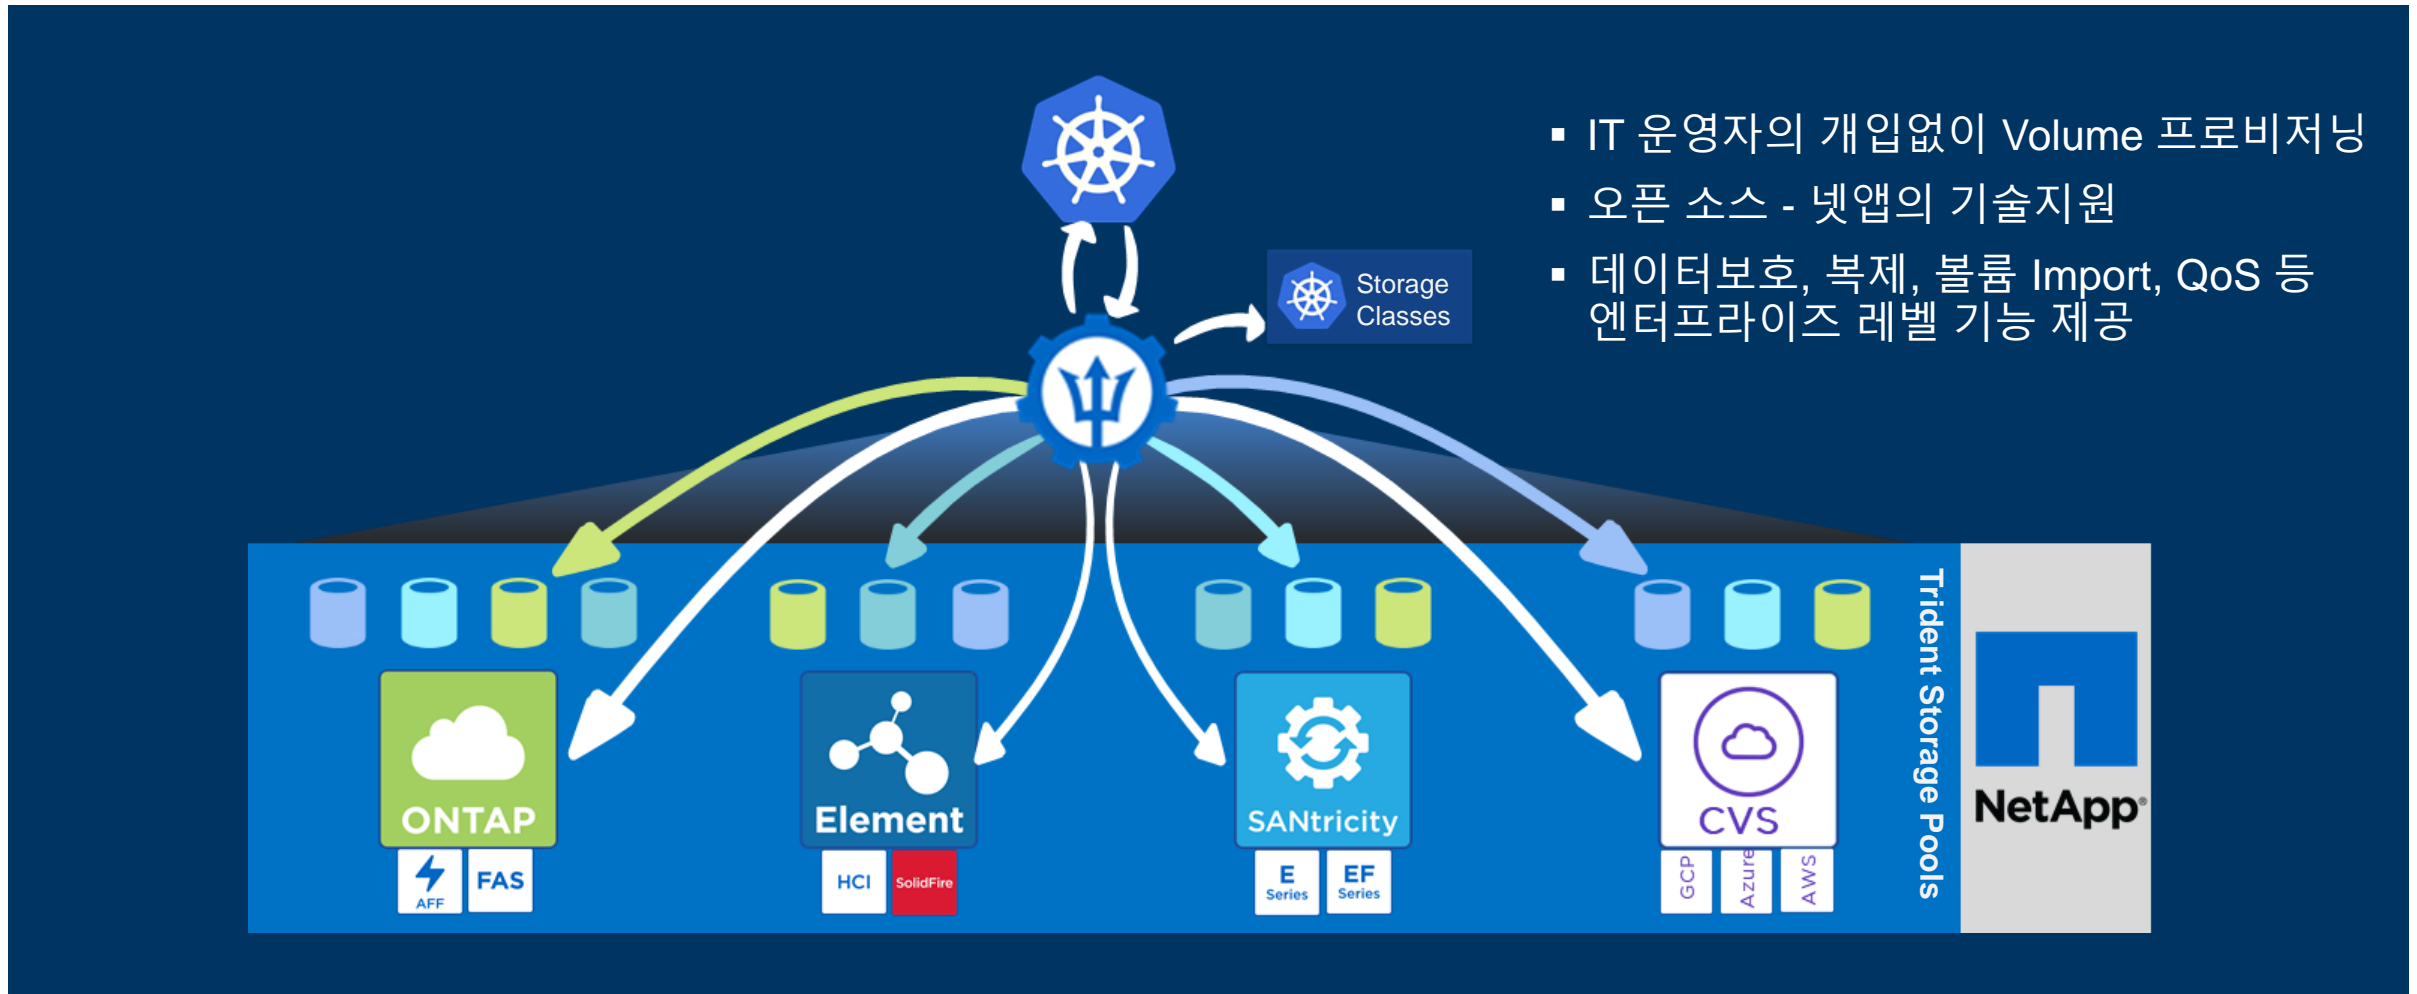 IT 운영자의 개입없이 Volume 프로비저닝
오픈 소스 - 넷앱의 기술지원
데이터보호, 복제, 볼륨 Import, QoS 등
엔터프라이즈 레벨 기능 제공
Storage
Classes
ONTAP
AFF
FAS
Element
HCI
SolidFire
SANtricity
E
Series
EF
Series
CVS
GCP
Azure
AWS
Trident Storage Pools
NetApp®